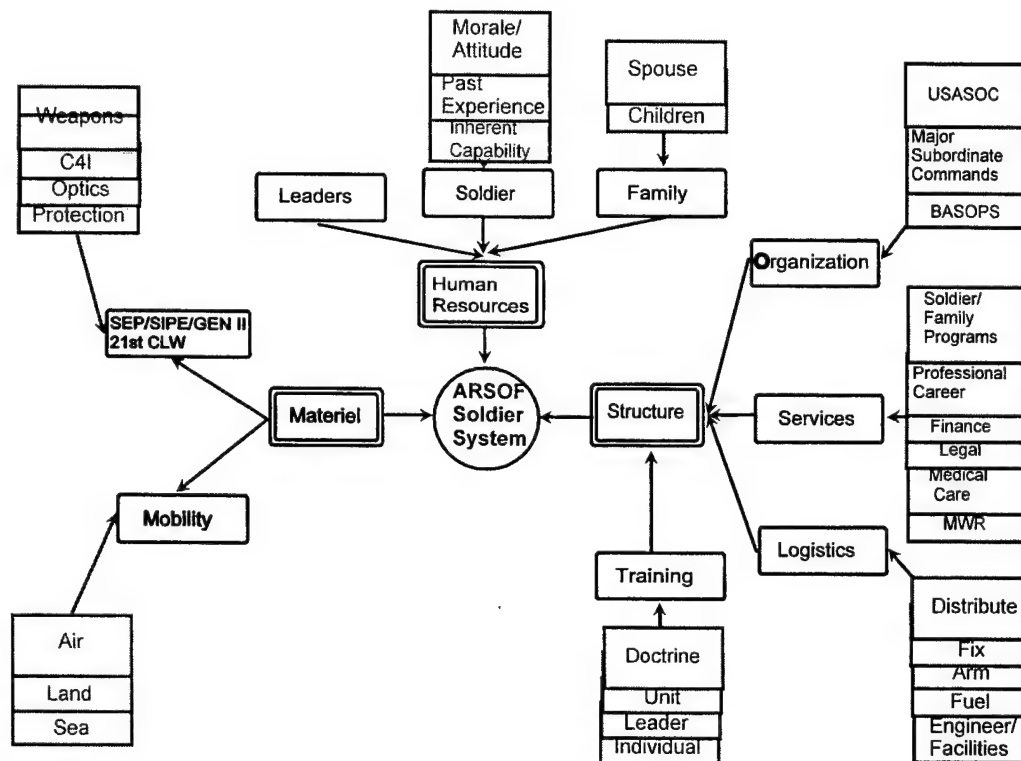 Morale/
Attitude
Past
Experience
Inherent
Capability
Spouse
Children
USASOC
Major
Subordinate
Commands
BASOPS
Weapons
C4I
Optics
Protection
Leaders
Soldier
Family
Organization
Human
Resources
Soldier/
Family
Programs
Professional
Career
Finance
Legal
Medical
Care
MWR
SEP/SIPE/GEN II
21st CLW
Materiel
ARSOF
Soldier
System
Structure
Services
Mobility
Logistics
Training
Air
Land
Sea
Doctrine
Unit
Leader
Individual
Distribute
Fix
Arm
Fuel
Engineer/
Facilities